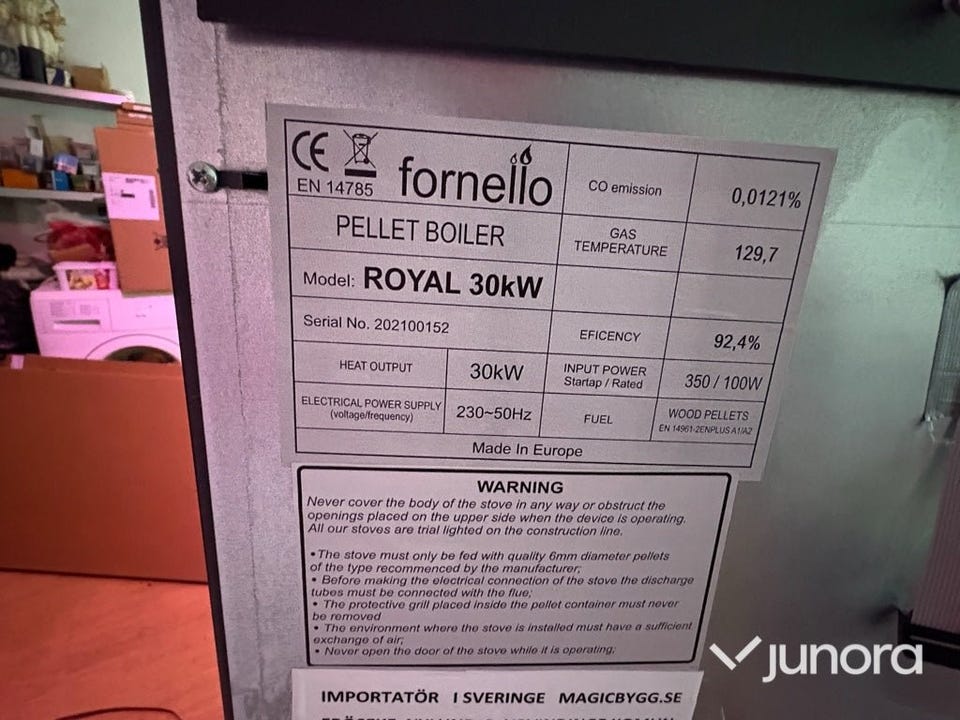 CE
EN 14785
fornello
CO emission
0,0121%
PELLET BOILER
GAS
TEMPERATURE
129,7
Model: ROYAL 30kW
Serial No. 202100152
EFICENCY
92,4%
HEAT OUTPUT
30kW
INPUT POWER
Startap / Rated
350 / 100W
ELECTRICAL POWER SUPPLY
(voltage/frequency)
230~50Hz
FUEL
WOOD PELLETS
EN 14961-2ENPLUS A1/A2
Made In Europe
WARNING
Never cover the body of the stove in any way or obstruct the
openings placed on the upper side when the device is operating.
All our stoves are trial lighted on the construction line.
• The stove must only be fed with quality 6mm diameter pellets
of the type recommenced by the manufacturer;
• Before making the electrical connection of the stove the discharge
tubes must be connected with the flue;
• The protective grill placed inside the pellet container must never
be removed
• The environment where the stove is installed must have a sufficient
exchange of air;
• Never open the door of the stove while it is operating;
IMPORTATÖR I SVERINGE MAGICBYGG.SE
junora